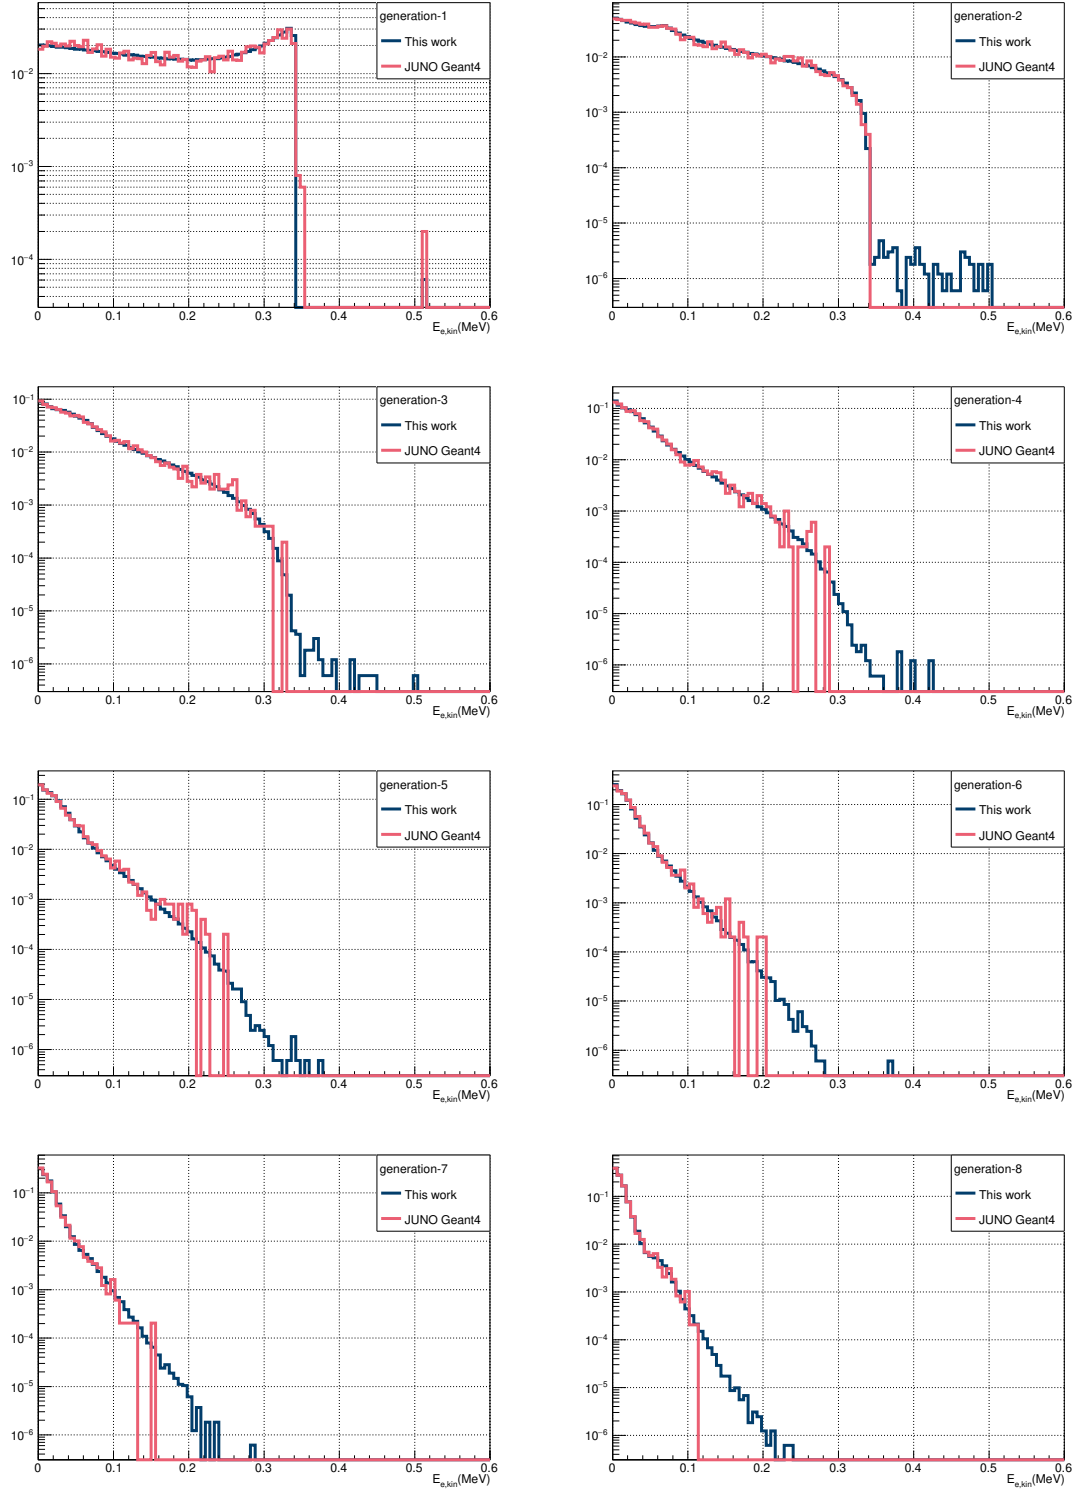 generation-1
This work
JUNO Geant4
10⁻²
10⁻³
10⁻⁴
0 0.1 0.2 0.3 0.4 0.5 0.6
E_e,kin(MeV)
generation-2
This work
JUNO Geant4
10⁻²
10⁻³
10⁻⁴
10⁻⁵
10⁻⁶
0 0.1 0.2 0.3 0.4 0.5 0.6
E_e,kin(MeV)
generation-3
This work
JUNO Geant4
10⁻¹
10⁻²
10⁻³
10⁻⁴
10⁻⁵
10⁻⁶
0 0.1 0.2 0.3 0.4 0.5 0.6
E_e,kin(MeV)
generation-4
This work
JUNO Geant4
10⁻¹
10⁻²
10⁻³
10⁻⁴
10⁻⁵
10⁻⁶
0 0.1 0.2 0.3 0.4 0.5 0.6
E_e,kin(MeV)
generation-5
This work
JUNO Geant4
10⁻¹
10⁻²
10⁻³
10⁻⁴
10⁻⁵
10⁻⁶
0 0.1 0.2 0.3 0.4 0.5 0.6
E_e,kin(MeV)
generation-6
This work
JUNO Geant4
10⁻¹
10⁻²
10⁻³
10⁻⁴
10⁻⁵
10⁻⁶
0 0.1 0.2 0.3 0.4 0.5 0.6
E_e,kin(MeV)
generation-7
This work
JUNO Geant4
10⁻¹
10⁻²
10⁻³
10⁻⁴
10⁻⁵
10⁻⁶
0 0.1 0.2 0.3 0.4 0.5 0.6
E_e,kin(MeV)
generation-8
This work
JUNO Geant4
10⁻¹
10⁻²
10⁻³
10⁻⁴
10⁻⁵
10⁻⁶
0 0.1 0.2 0.3 0.4 0.5 0.6
E_e,kin(MeV)